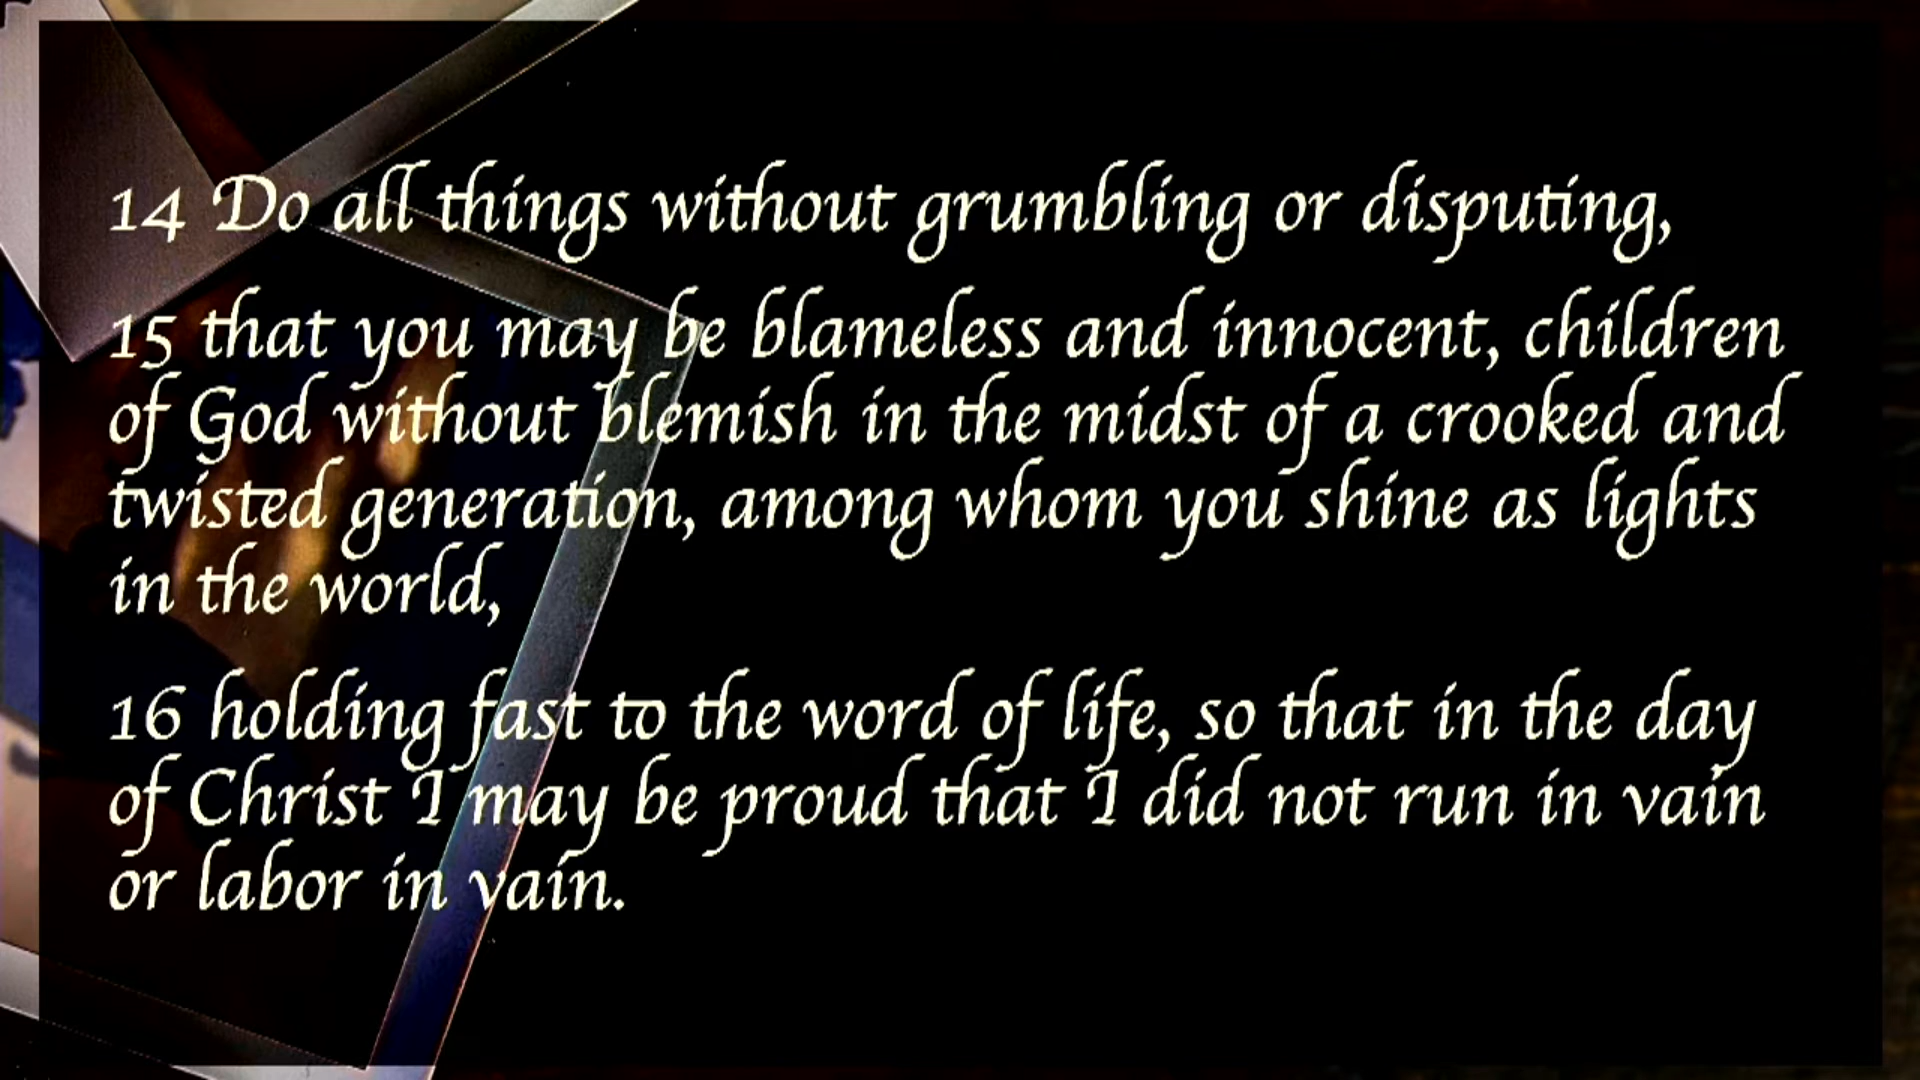 14 Do all things without grumbling or disputing,
15 that you may be blameless and innocent, children
of God without blemish in the midst of a crooked and
twisted generation, among whom you shine as lights
in the world,
16 holding fast to the word of life, so that in the day
of Christ I may be proud that I did not run in vain
or labor in vain.